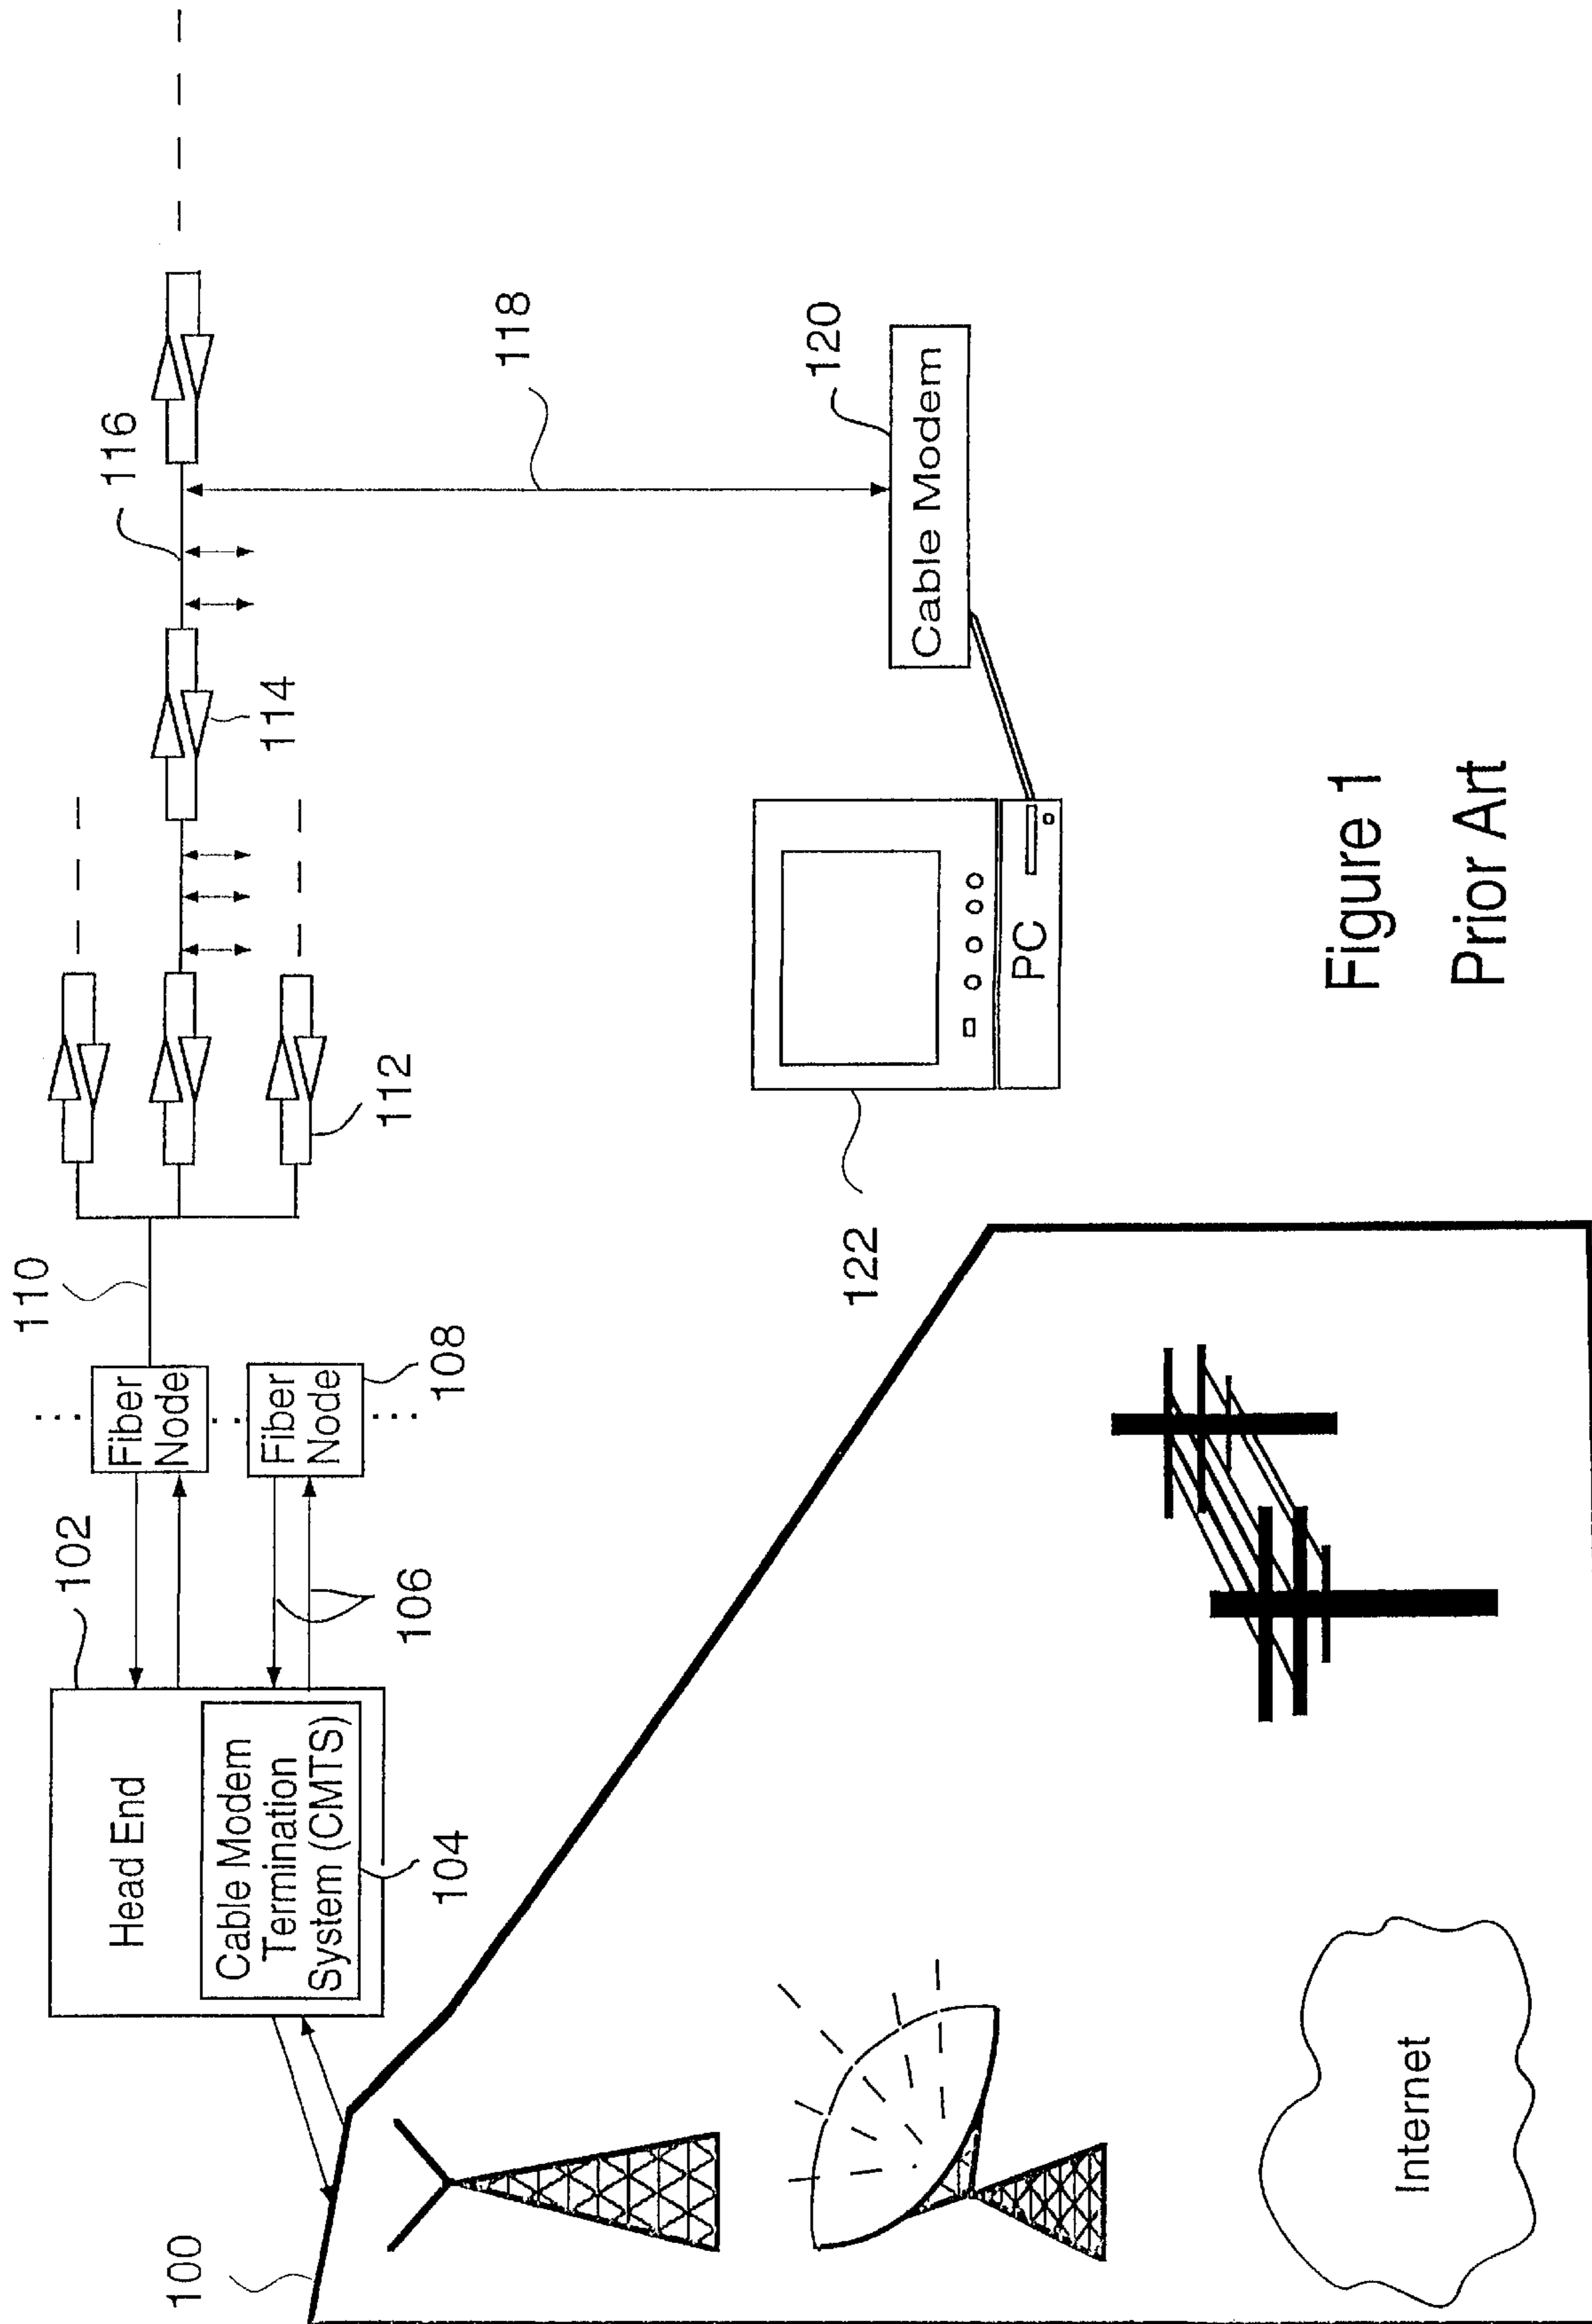 100
102
Head End
Cable Modem
Termination
System (CMTS)
104
106
Fiber
Node
Fiber
Node
108
110
112
114
116
118
120
Cable Modem
122
PC
Internet
Figure 1
Prior Art